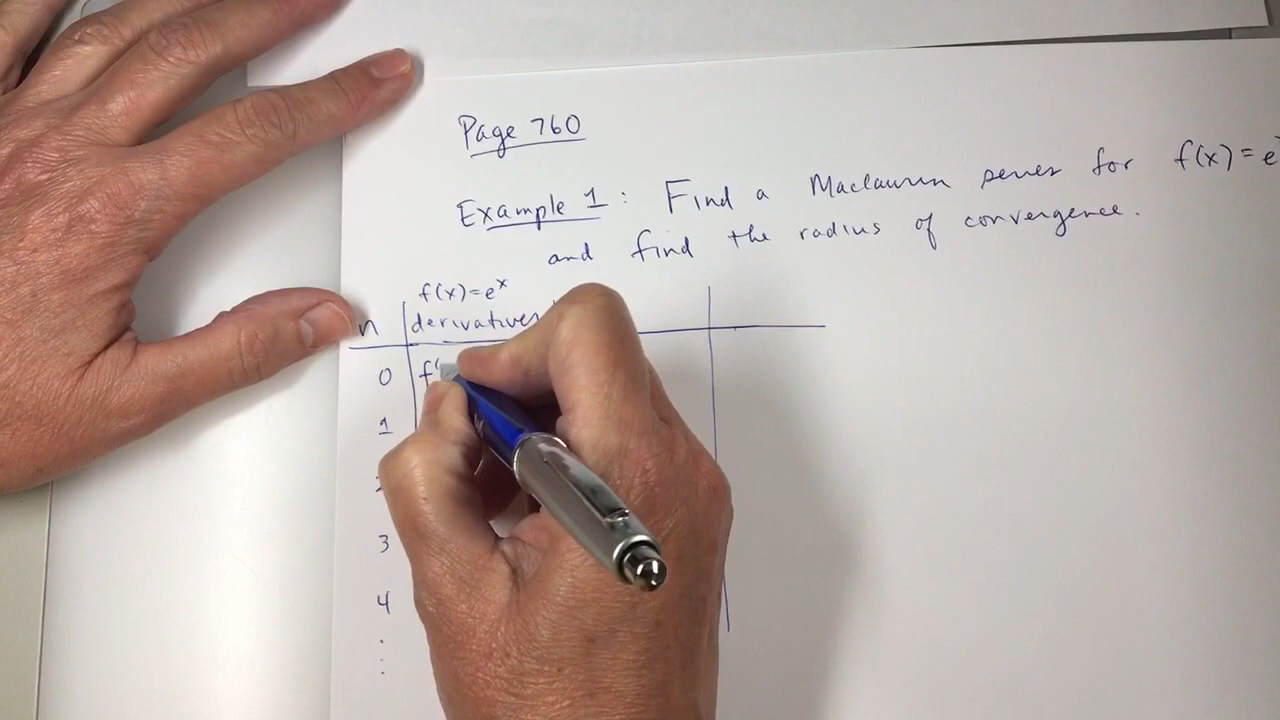 Page 760
Example 1: Find a Maclaurin series for f(x) = e
and find the radius of convergence.
f(x)=eˣ
n derivatives
0 f
1
3
4
⋮